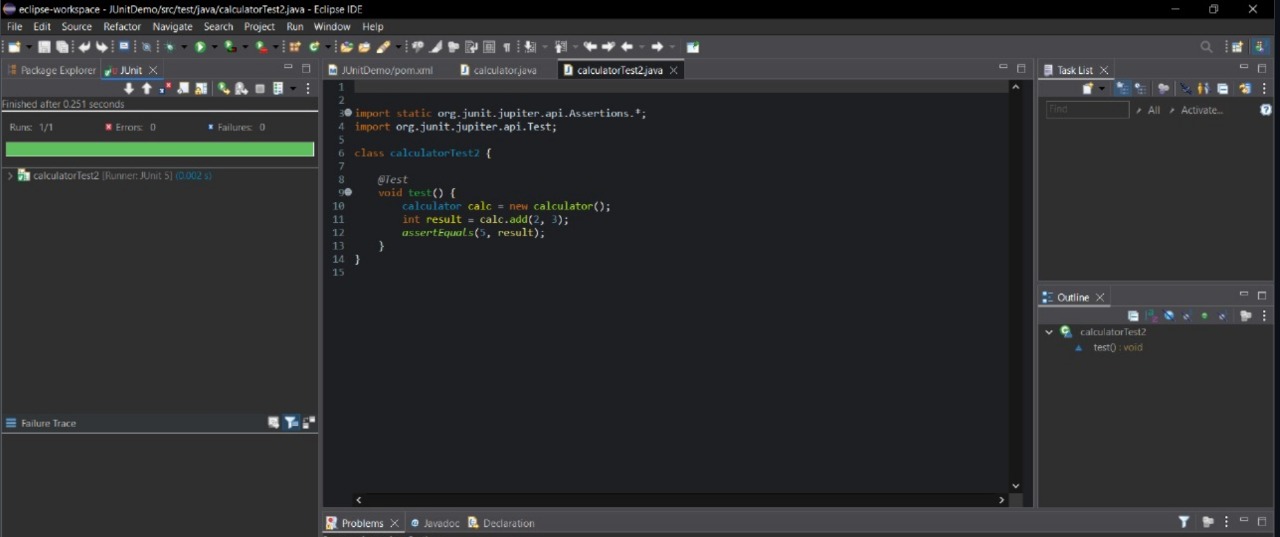 eclipse-workspace - JUnitDemo/src/test/java/calculatorTest2.java - Eclipse IDE
File Edit Source Refactor Navigate Search Project Run Window Help
Package Explorer JUnit
JUnitDemo/pom.xml calculator.java calculatorTest2.java
Task List
Finished after 0.251 seconds
Find All Activate...
Runs: 1/1 Errors: 0 Failures: 0
calculatorTest2 [Runner: JUnit 5] (0.002 s)
1
2
3 import static org.junit.jupiter.api.Assertions.*;
4 import org.junit.jupiter.api.Test;
5
6 class calculatorTest2 {
7
8 @Test
9 void test() {
10 calculator calc = new calculator();
11 int result = calc.add(2, 3);
12 assertEquals(5, result);
13 }
14 }
15
Outline
calculatorTest2
test() : void
Failure Trace
Problems Javadoc Declaration